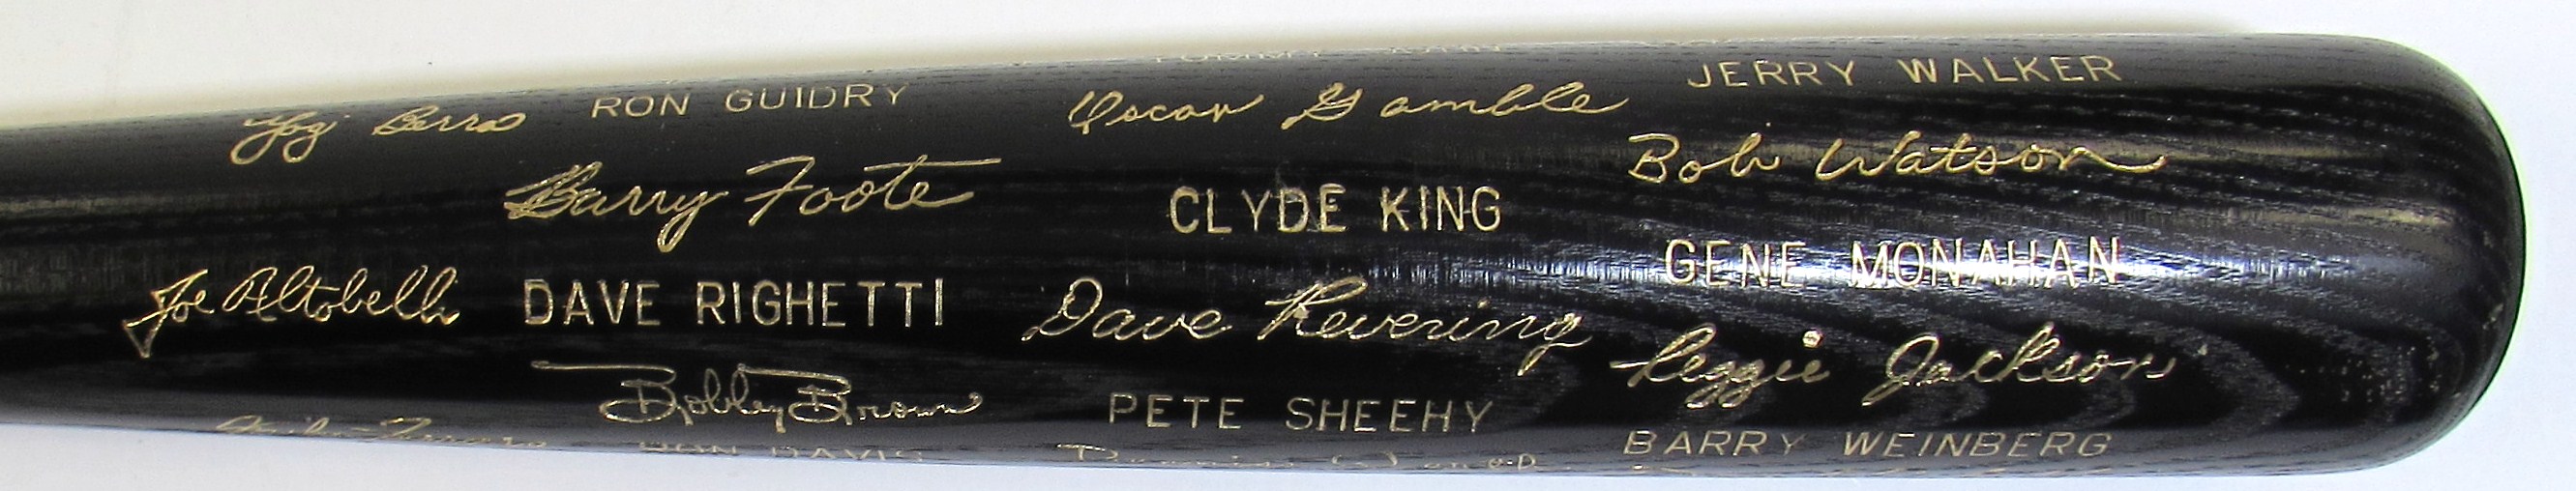 Yogi Berra
RON GUIDRY
Oscar Gamble
JERRY WALKER
Barry Foote
CLYDE KING
Bob Watson
Joe Altobelli
DAVE RIGHETTI
Dave Revering
GENE MONAHAN
Bobby Brown
PETE SHEEHY
Reggie Jackson
BARRY WEINBERG